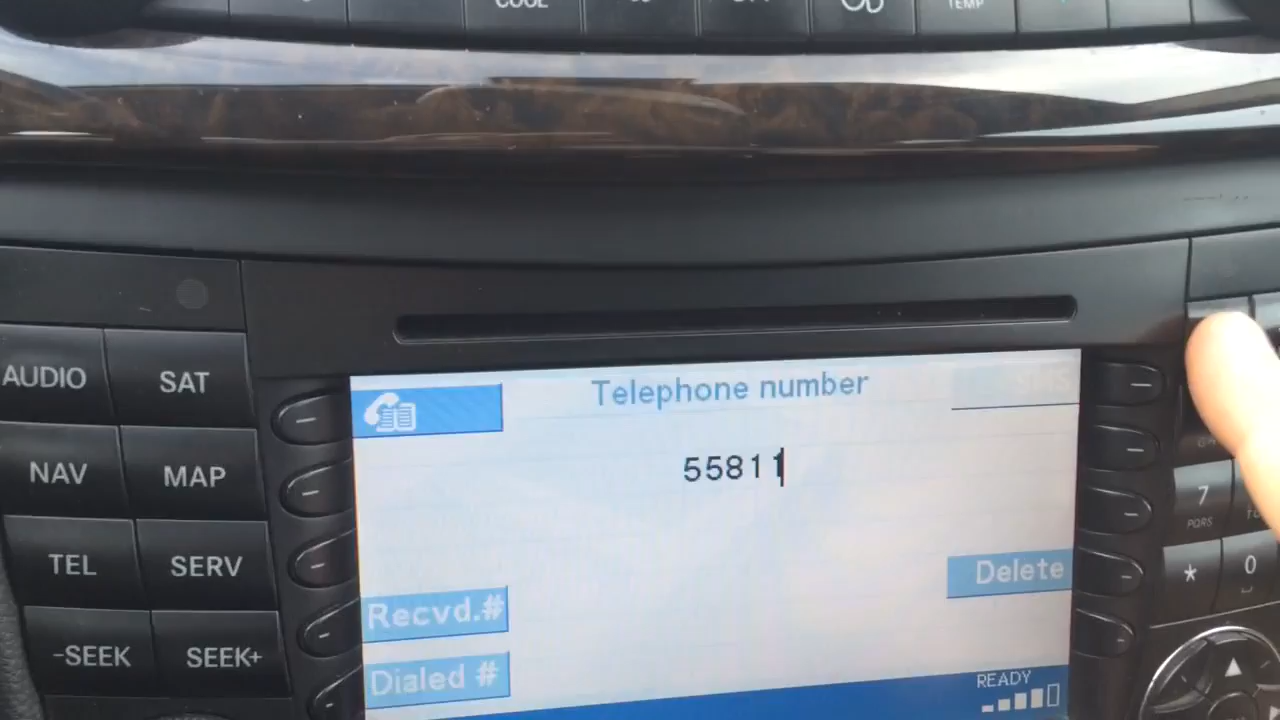 COOL
TEMP
AUDIO
SAT
Telephone number
NAV
MAP
55811
7
PQRS
TEL
SERV
Delete
*
0
Recvd.#
-SEEK
SEEK+
Dialed #
READY